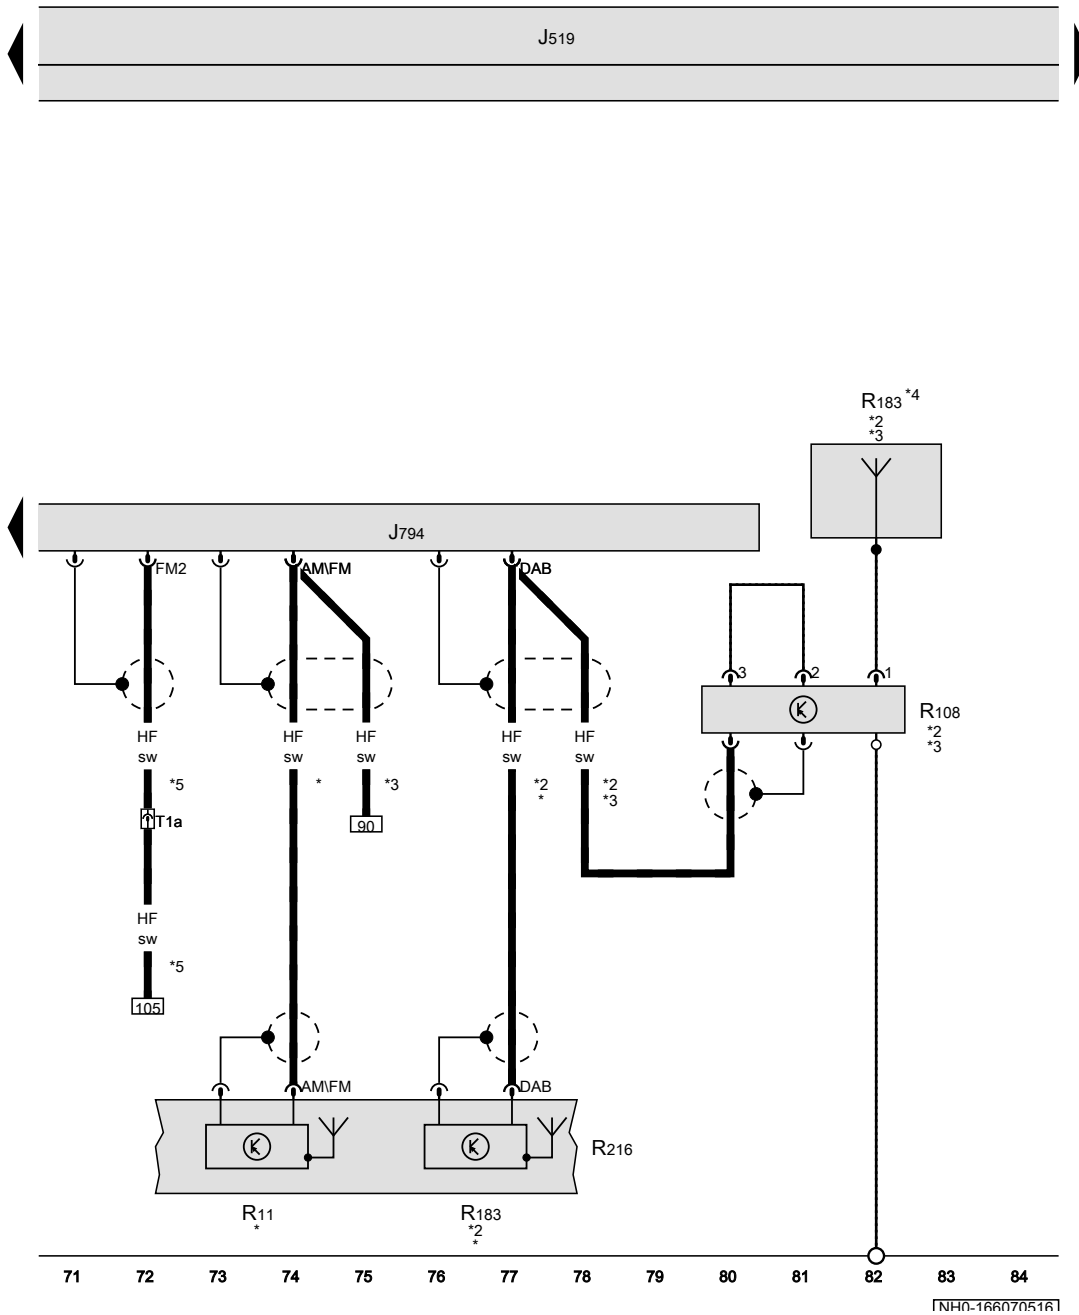 J519
R183 *4
*2
*3
J794
FM2
AM\FM
DAB
3
2
1
R108
*2
*3
HF
sw
*5
HF
sw
*
HF
sw
*3
HF
sw
*2
*
HF
sw
*2
*3
T1a
90
HF
sw
*5
105
AM\FM
DAB
R216
R11
*
R183
*2
*
71 72 73 74 75 76 77 78 79 80 81 82 83 84
NH0-166070516